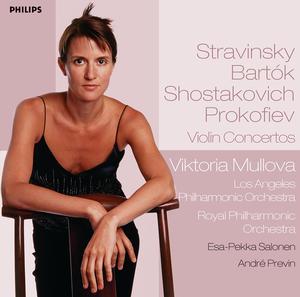 PHILIPS
Stravinsky
Bartók
Shostakovich
Prokofiev
Violin Concertos
Viktoria Mullova
Los Angeles
Philharmonic Orchestra
Royal Philharmonic
Orchestra
Esa-Pekka Salonen
André Previn